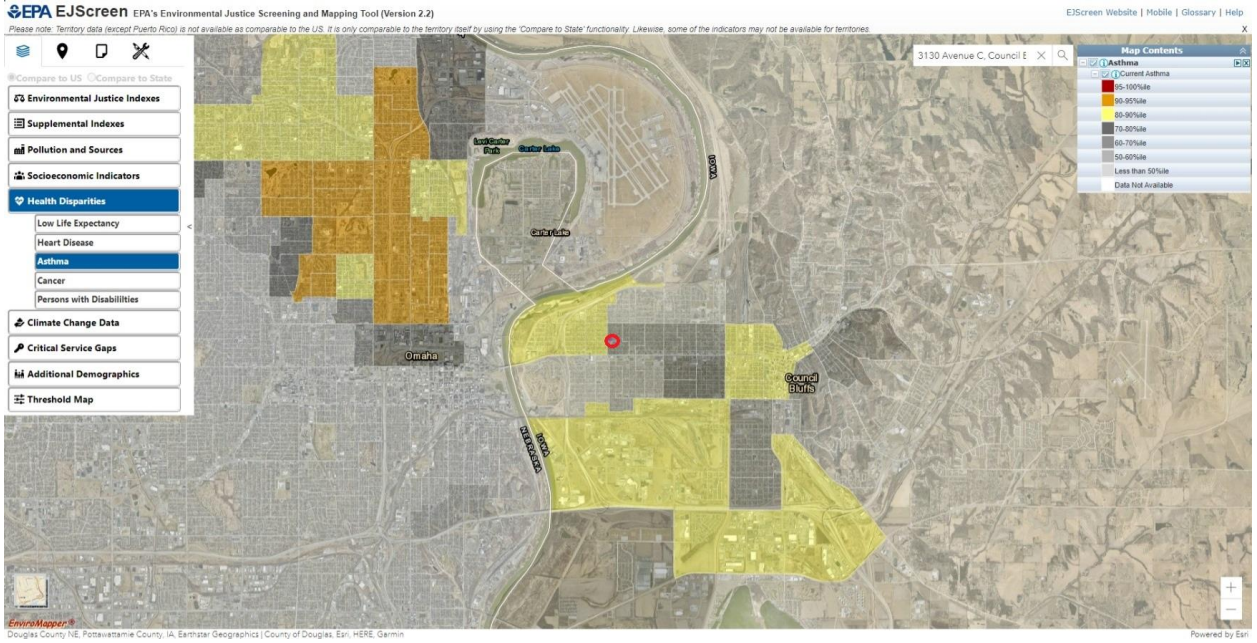 EPA EJScreen EPA's Environmental Justice Screening and Mapping Tool (Version 2.2)
EJScreen Website | Mobile | Glossary | Help
Please note: Territory data (except Puerto Rico) is not available as comparable to the US. It is only comparable to the territory itself by using the 'Compare to State' functionality. Likewise, some of the indicators may not be available for territories.
X
Compare to US Compare to State
Environmental Justice Indexes
Supplemental Indexes
Pollution and Sources
Socioeconomic Indicators
Health Disparities
Low Life Expectancy
Heart Disease
Asthma
Cancer
Persons with Disabilities
Climate Change Data
Critical Service Gaps
Additional Demographics
Threshold Map
<
3130 Avenue C, Council E
Map Contents
Asthma
Current Asthma
95-100%ile
90-95%ile
80-90%ile
70-80%ile
60-70%ile
50-60%ile
Less than 50%ile
Data Not Available
Levi Carter
Park
Carter Lake
IOWA
Carter Lake
Omaha
Council
Bluffs
NEBRASKA
IOWA
EnviroMapper
Douglas County NE, Pottawattamie County, IA, Earthstar Geographics | County of Douglas, Esri, HERE, Garmin
Powered by Esri